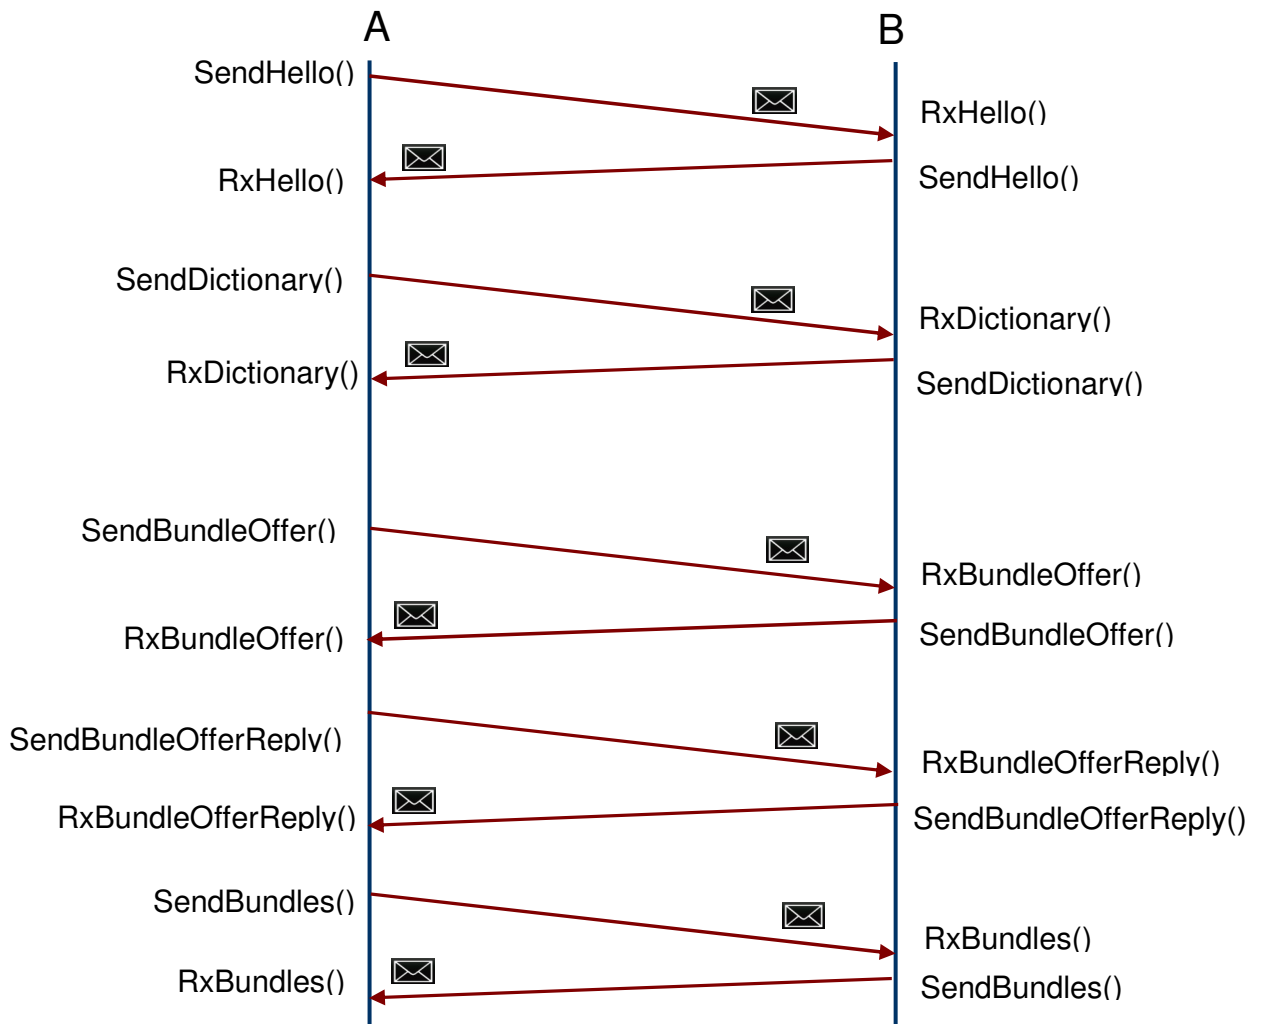 A
B
SendHello()
RxHello()
RxHello()
SendHello()
SendDictionary()
RxDictionary()
RxDictionary()
SendDictionary()
SendBundleOffer()
RxBundleOffer()
RxBundleOffer()
SendBundleOffer()
SendBundleOfferReply()
RxBundleOfferReply()
RxBundleOfferReply()
SendBundleOfferReply()
SendBundles()
RxBundles()
RxBundles()
SendBundles()